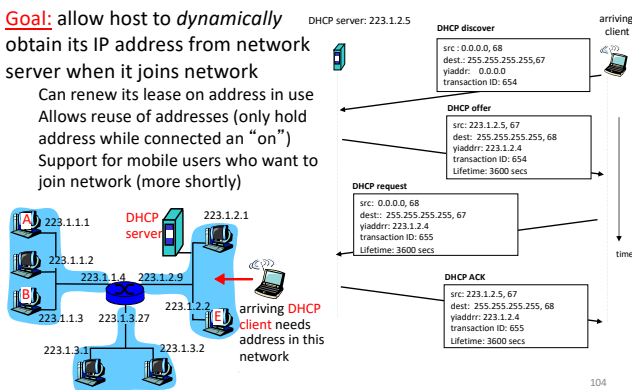 Goal: allow host to dynamically
obtain its IP address from network
server when it joins network
Can renew its lease on address in use
Allows reuse of addresses (only hold
address while connected an “on”)
Support for mobile users who want to
join network (more shortly)
DHCP server: 223.1.2.5
arriving
client
DHCP discover
src : 0.0.0.0, 68
dest.: 255.255.255.255,67
yiaddr: 0.0.0.0
transaction ID: 654
DHCP offer
src: 223.1.2.5, 67
dest: 255.255.255.255, 68
yiaddrr: 223.1.2.4
transaction ID: 654
Lifetime: 3600 secs
DHCP request
src: 0.0.0.0, 68
dest:: 255.255.255.255, 67
yiaddrr: 223.1.2.4
transaction ID: 655
Lifetime: 3600 secs
time
DHCP ACK
src: 223.1.2.5, 67
dest: 255.255.255.255, 68
yiaddrr: 223.1.2.4
transaction ID: 655
Lifetime: 3600 secs
A
223.1.1.1
DHCP
server
223.1.2.1
223.1.1.2
223.1.1.4
223.1.2.9
B
223.1.1.3
223.1.3.27
223.1.2.2
E
arriving DHCP
client needs
address in this
network
223.1.3.1
223.1.3.2
104